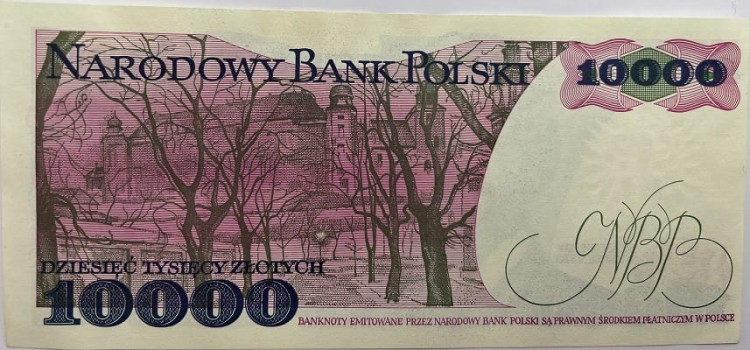 NARODOWY BANK POLSKI 10000
NBP
DZIESIĘĆ TYSIĘCY ZŁOTYCH
10000
BANKNOTY EMITOWANE PRZEZ NARODOWY BANK POLSKI SĄ PRAWNYM ŚRODKIEM PŁATNICZYM W POLSCE